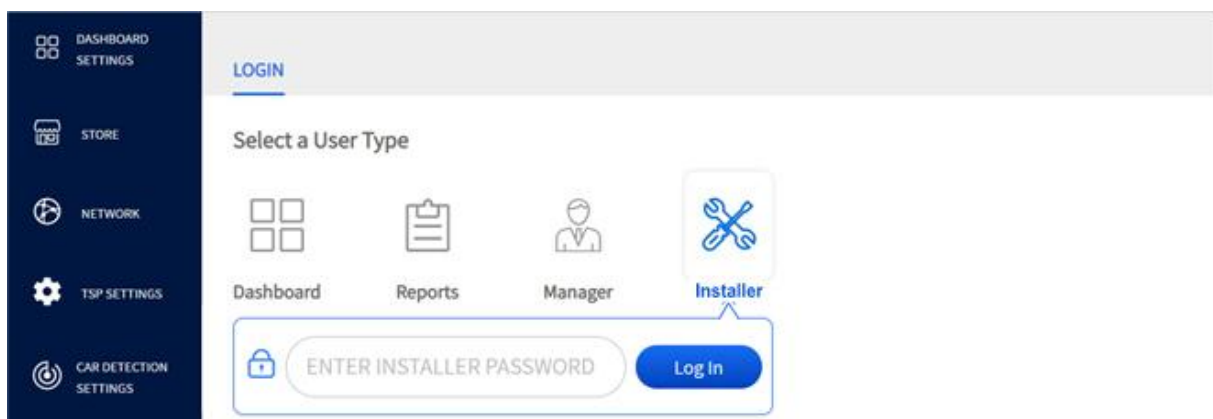 DASHBOARD
SETTINGS
STORE
NETWORK
TSP SETTINGS
CAR DETECTION
SETTINGS
LOGIN
Select a User Type
Dashboard
Reports
Manager
Installer
ENTER INSTALLER PASSWORD
Log In